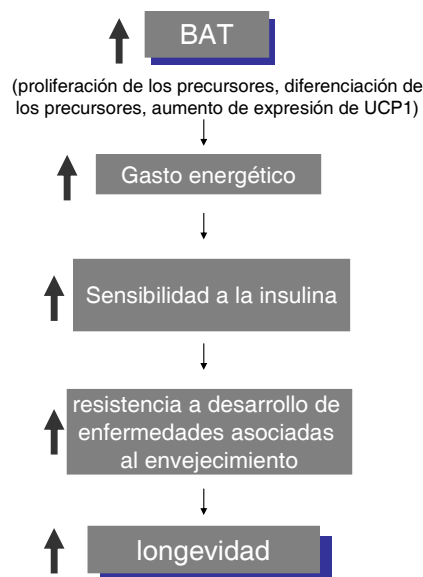 BAT
(proliferación de los precursores, diferenciación de
los precursores, aumento de expresión de UCP1)
Gasto energético
Sensibilidad a la insulina
resistencia a desarrollo de
enfermedades asociadas
al envejecimiento
longevidad